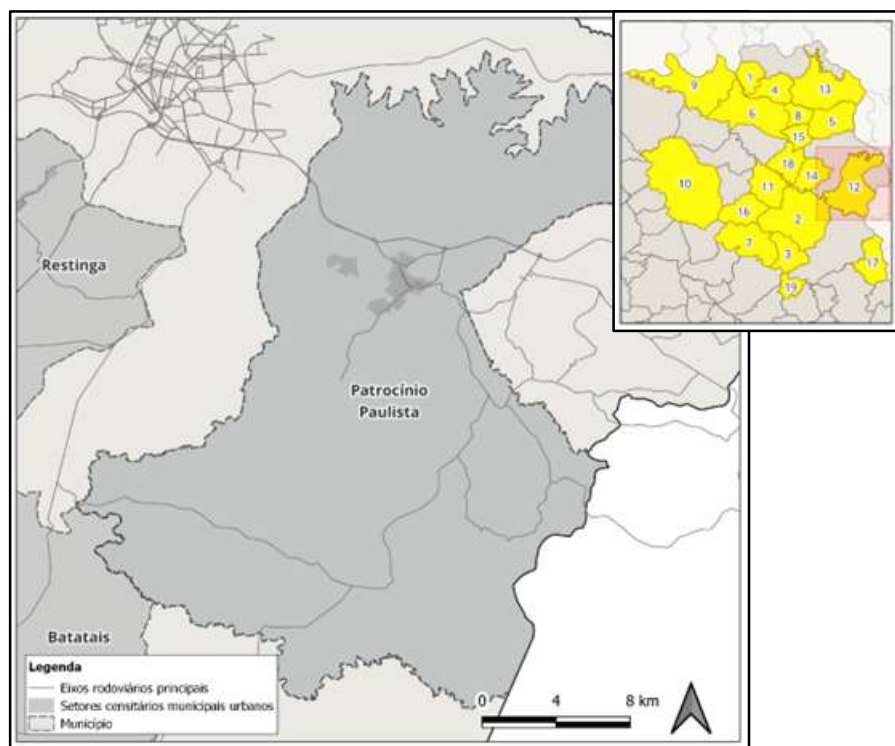 Restinga
Patrocínio
Paulista
Batatais
Legenda
Eixos rodoviários principais
Setores censitários municipais urbanos
Município
0 4 8 km
9
1
4
13
6
8
5
15
18
14
12
10
11
16
2
7
3
17
19